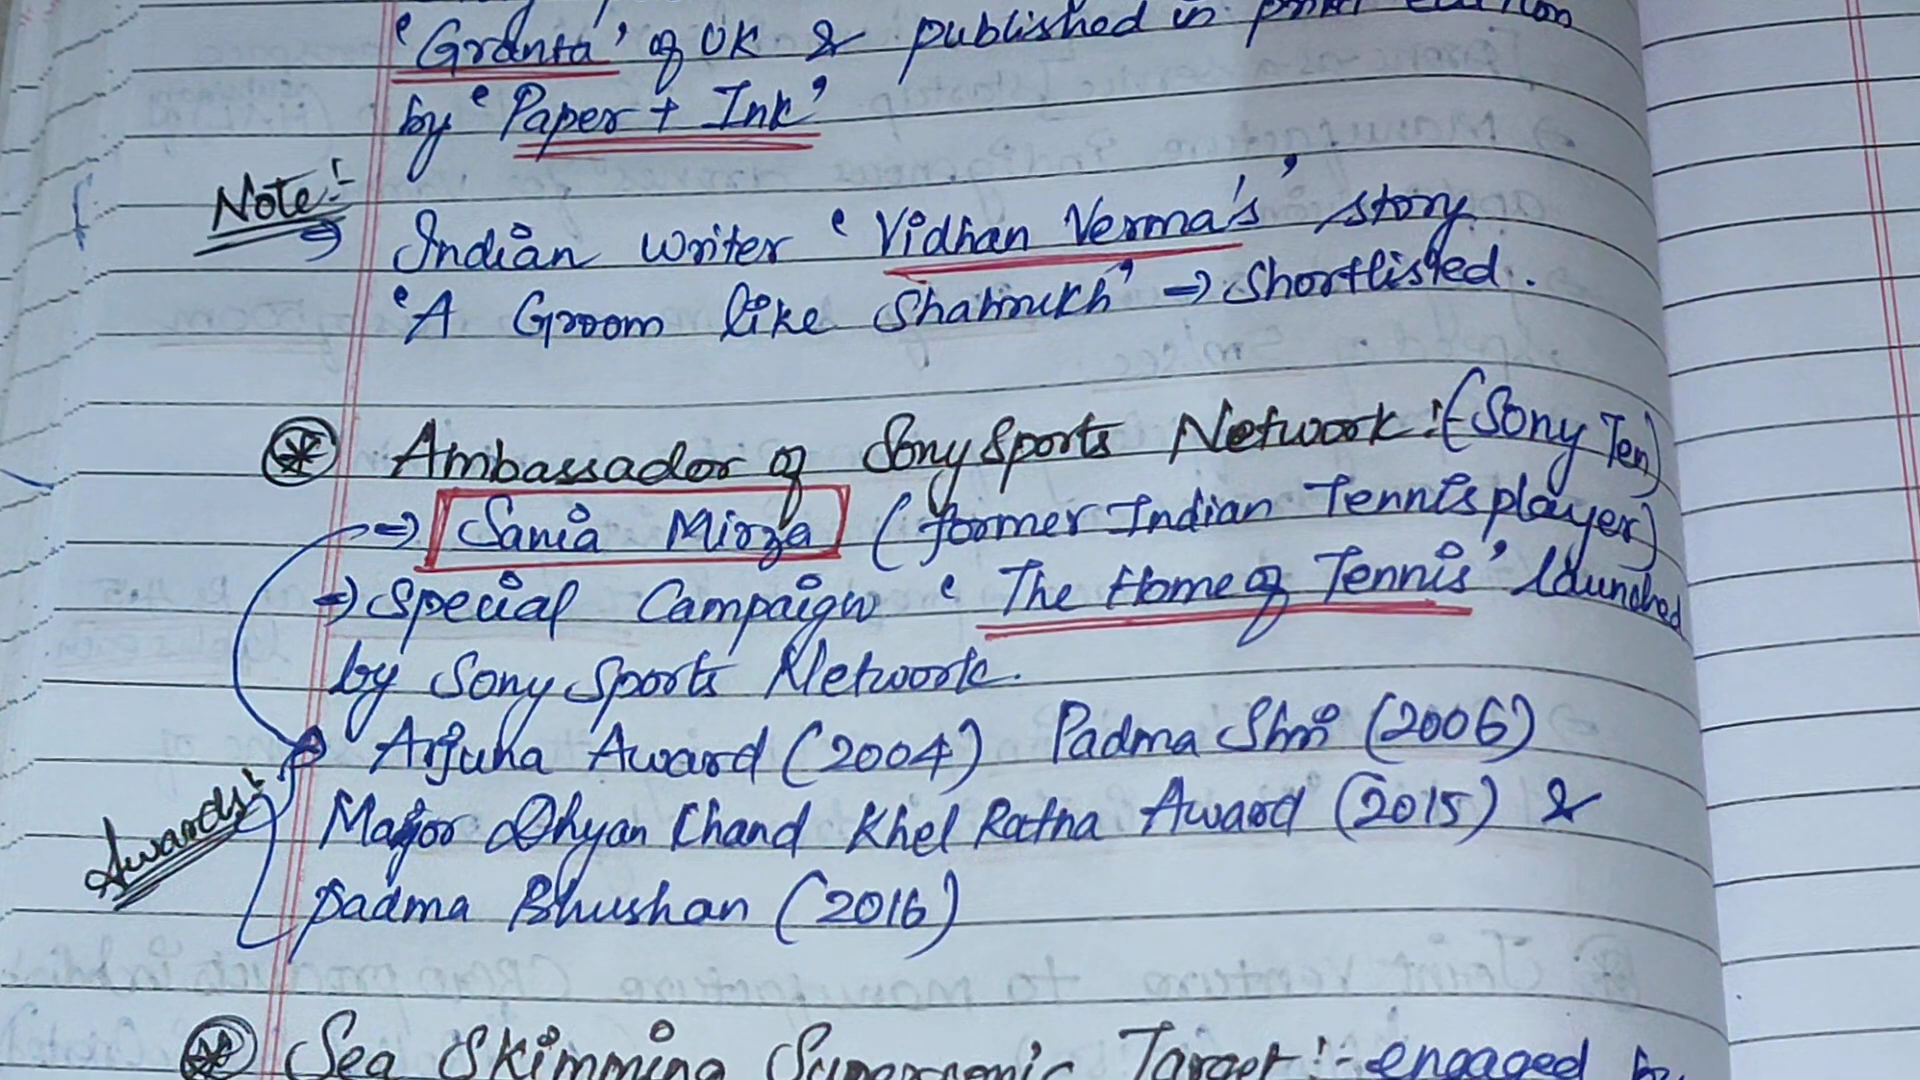 'Granta' of UK & published in print edition
by 'Paper + Ink'
Note:-
⇒ Indian writer 'Vidhan Verma's' story
'A Groom like Shahrukh' ⇒ Shortlisted.
Ambassador of Sony Sports Network :- (Sony Ten)
⇒ Sania Mirza (former Indian Tennis player)
⇒ Special Campaign 'The Home of Tennis' launched
by Sony Sports Network.
Awards:-
Arjuna Award (2004) Padma Shri (2006)
Major Dhyan Chand Khel Ratna Award (2015) &
Padma Bhushan (2016)
Sea Skimming Supersonic Target :- engaged by